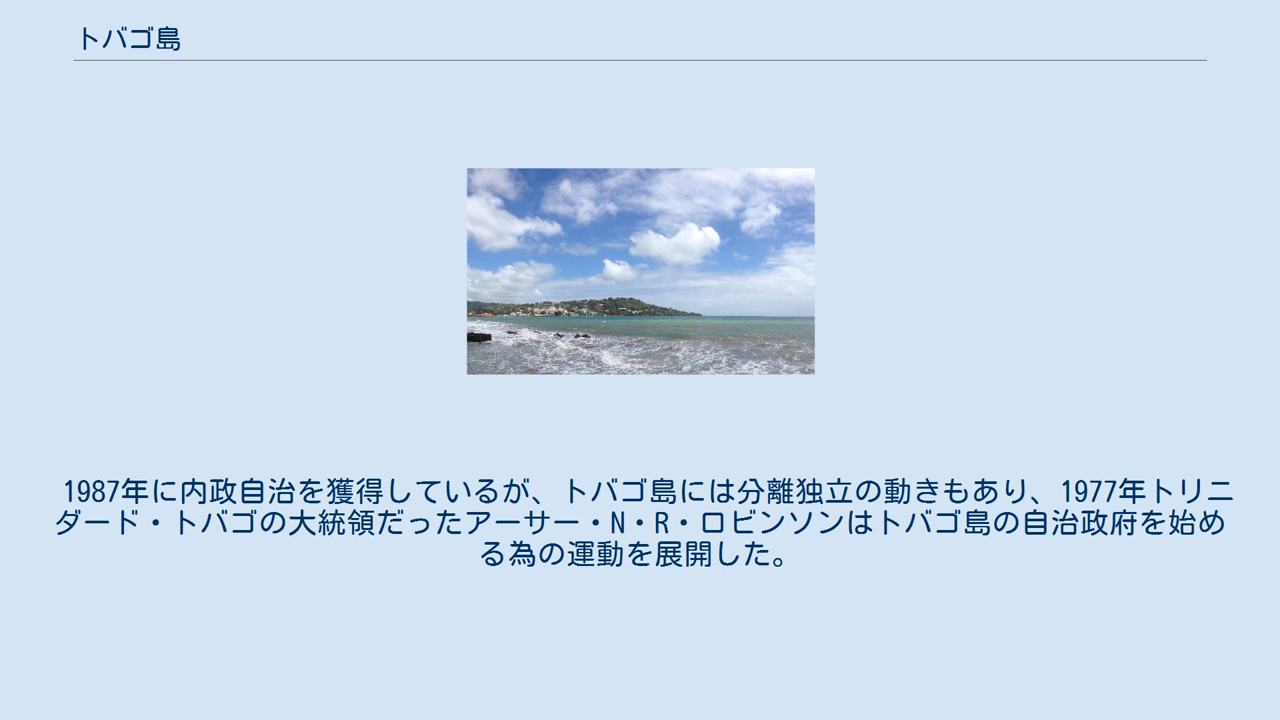 トバゴ島
1987年に内政自治を獲得しているが、トバゴ島には分離独立の動きもあり、1977年トリニ
ダード・トバゴの大統領だったアーサー・N・R・ロビンソンはトバゴ島の自治政府を始め
る為の運動を展開した。